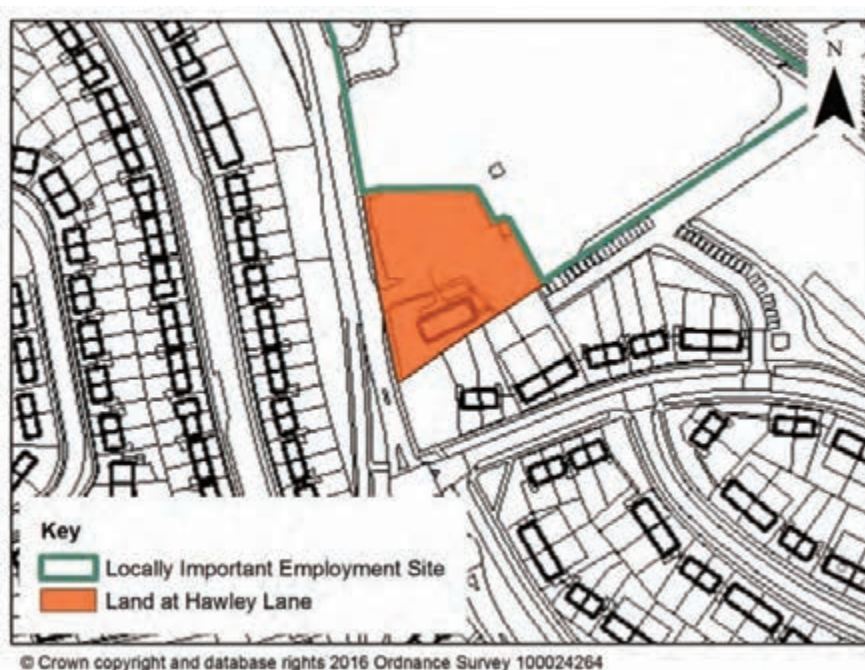 N
Key
Locally Important Employment Site
Land at Hawley Lane
© Crown copyright and database rights 2016 Ordnance Survey 100024264